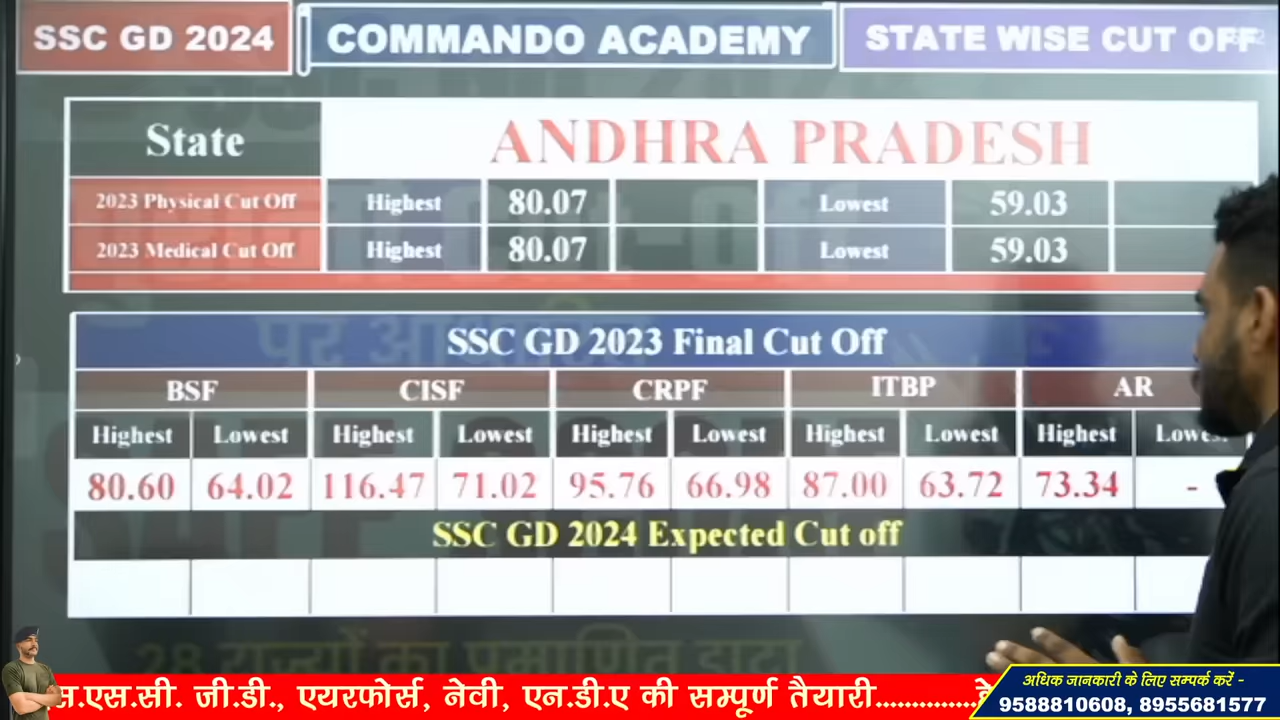 SSC GD 2024 COMMANDO ACADEMY STATE WISE CUT OFF
State ANDHRA PRADESH
2023 Physical Cut Off Highest 80.07 Lowest 59.03
2023 Medical Cut Off Highest 80.07 Lowest 59.03
SSC GD 2023 Final Cut Off
BSF CISF CRPF ITBP AR
Highest Lowest Highest Lowest Highest Lowest Highest Lowest Highest
80.60 64.02 116.47 71.02 95.76 66.98 87.00 63.72 73.34 -
SSC GD 2024 Expected Cut off
28 राज्यों का प्रमाणित डाटा
स.एस.सी. जी.डी., एयरफोर्स, नेवी, एन.डी.ए की सम्पूर्ण तैयारी...............के
अधिक जानकारी के लिए सम्पर्क करें -
9588810608, 8955681577